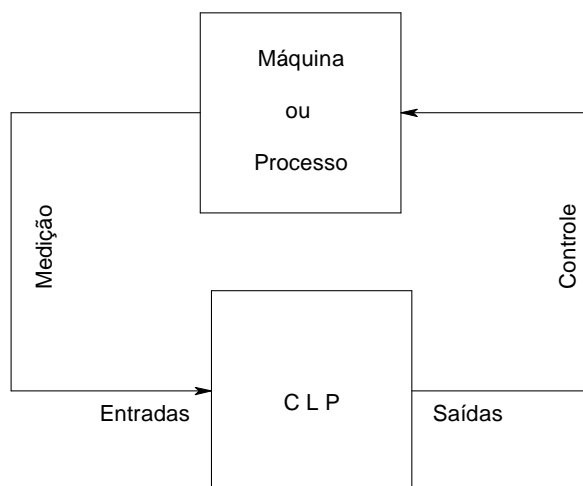 Máquina
ou
Processo
Medição
Controle
Entradas
C L P
Saídas